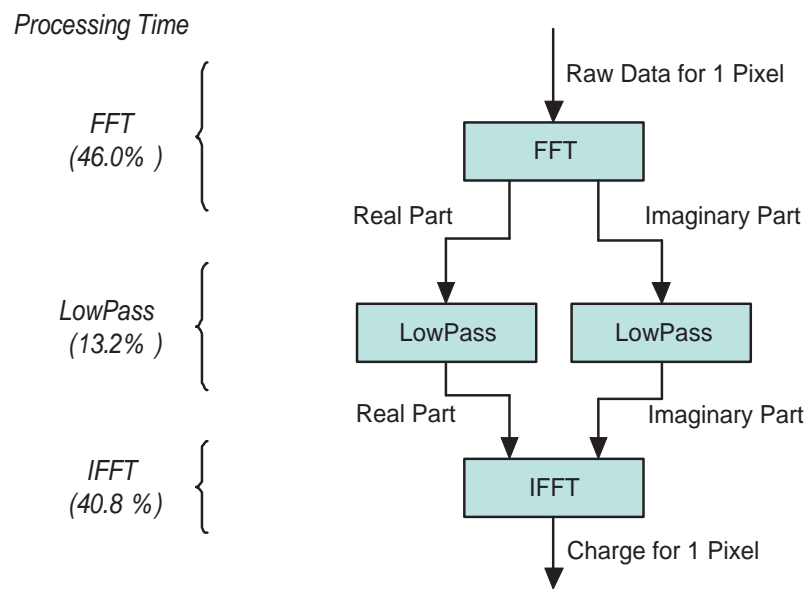 Processing Time
Raw Data for 1 Pixel
FFT
(46.0% )
FFT
Real Part
Imaginary Part
LowPass
(13.2% )
LowPass
LowPass
Real Part
Imaginary Part
IFFT
(40.8 %)
IFFT
Charge for 1 Pixel